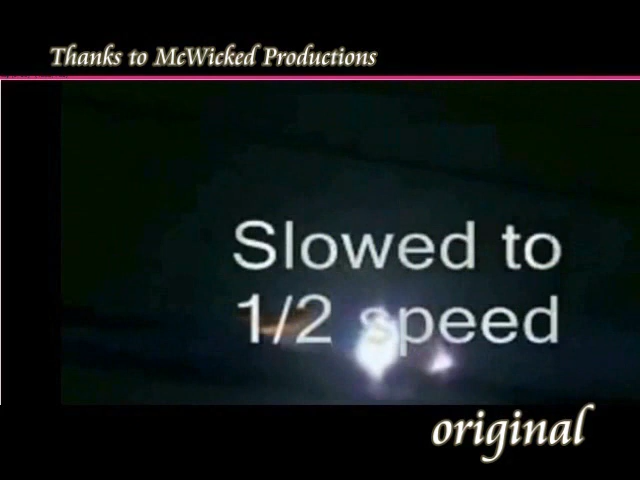 Thanks to McWicked Productions
Slowed to
1/2 speed
original